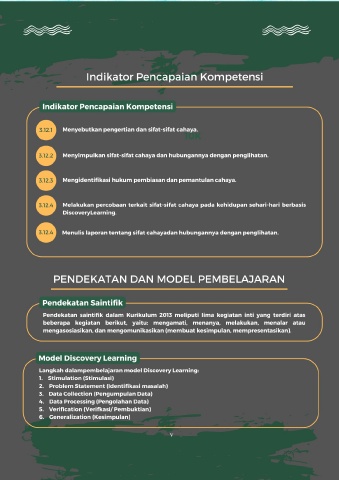 Indikator Pencapaian Kompetensi
Indikator Pencapaian Kompetensi
3.12.1 Menyebutkan pengertian dan sifat-sifat cahaya.
3.12.2 Menyimpulkan sifat-sifat cahaya dan hubungannya dengan penglihatan.
3.12.3 Mengidentifikasi hukum pembiasan dan pemantulan cahaya.
3.12.4 Melakukan percobaan terkait sifat-sifat cahaya pada kehidupan sehari-hari berbasis
DiscoveryLearning.
3.12.4 Menulis laporan tentang sifat cahayadan hubungannya dengan penglihatan.
PENDEKATAN DAN MODEL PEMBELAJARAN
Pendekatan Saintifik
Pendekatan saintifik dalam Kurikulum 2013 meliputi lima kegiatan inti yang terdiri atas
beberapa kegiatan berikut, yaitu: mengamati, menanya, melakukan, menalar atau
mengasosiasikan, dan mengomunikasikan (membuat kesimpulan, mempresentasikan).
Model Discovery Learning
Langkah dalampembelajaran model Discovery Learning:
1. Stimulation (Stimulasi)
2. Problem Statement (Identifikasi masalah)
3. Data Collection (Pengumpulan Data)
4. Data Processing (Pengolahan Data)
5. Verification (Verifkasi/ Pembuktian)
6. Generalization (Kesimpulan)
v